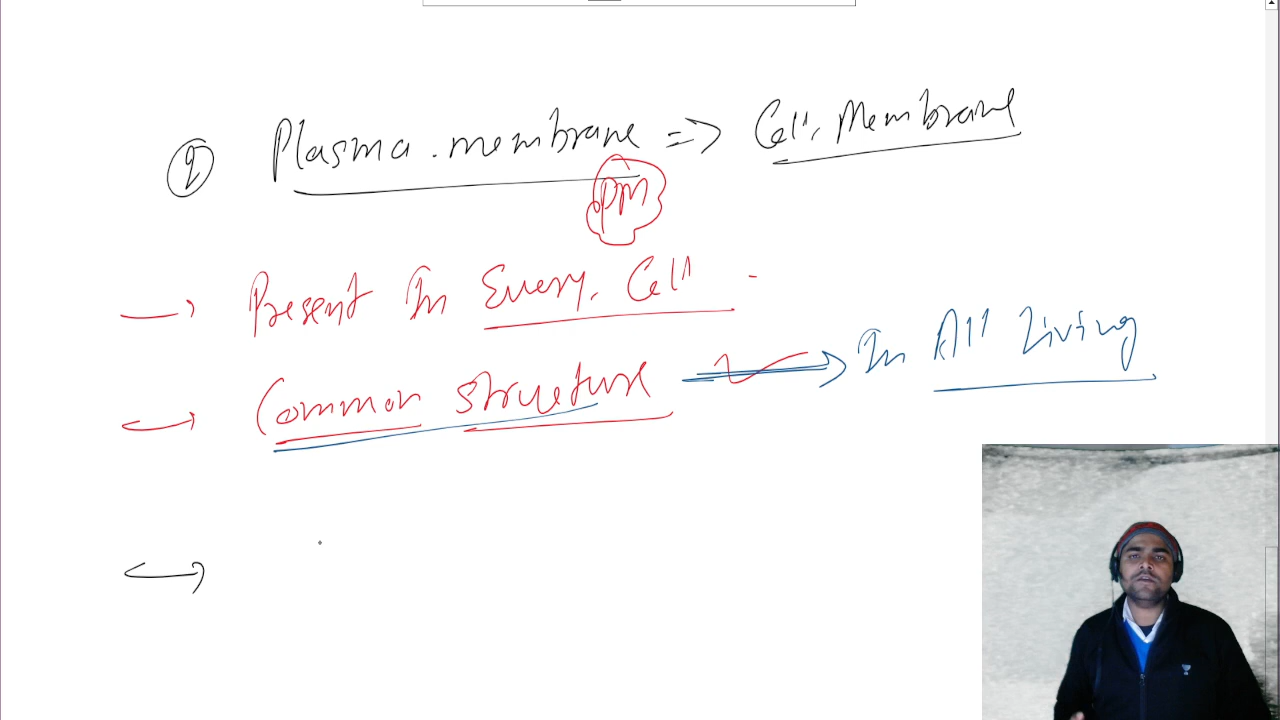 ② Plasma.membrane => Cell, Membrane
PM
Present In Every, Cell -
Common structure In All Living